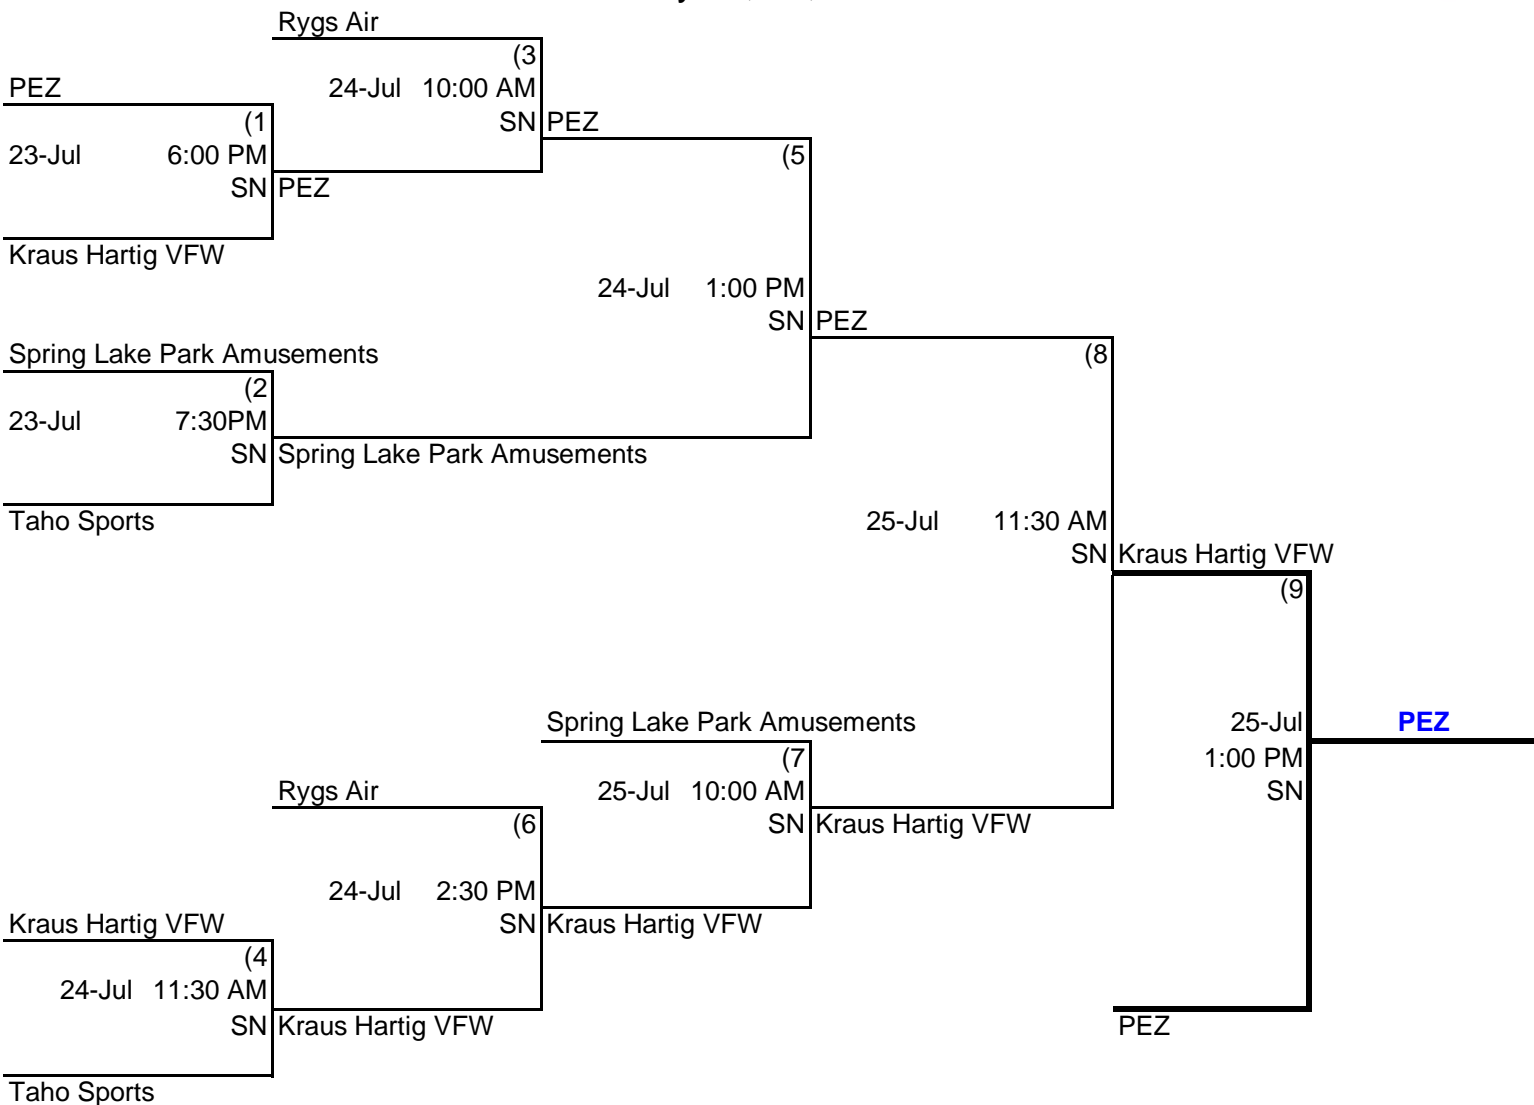 Rygs Air
(3
PEZ
24-Jul 10:00 AM
(1
SN PEZ
23-Jul 6:00 PM
(5
SN PEZ
Kraus Hartig VFW
24-Jul 1:00 PM
SN PEZ
Spring Lake Park Amusements
(8
(2
23-Jul 7:30PM
SN Spring Lake Park Amusements
Taho Sports
25-Jul 11:30 AM
SN Kraus Hartig VFW
(9
Spring Lake Park Amusements
25-Jul PEZ
(7
1:00 PM
Rygs Air
25-Jul 10:00 AM
SN
(6
SN Kraus Hartig VFW
24-Jul 2:30 PM
Kraus Hartig VFW
SN Kraus Hartig VFW
(4
24-Jul 11:30 AM
SN Kraus Hartig VFW
PEZ
Taho Sports